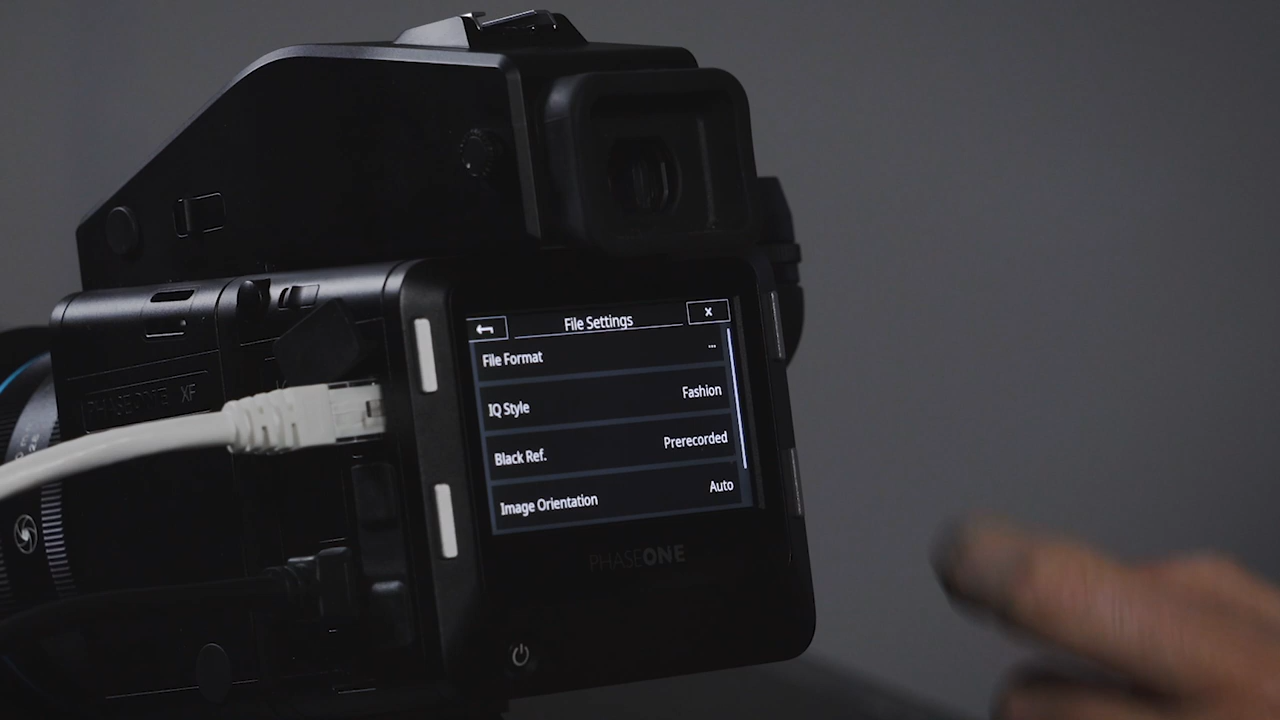 File Settings
x
File Format ...
IQ Style Fashion
Black Ref. Prerecorded
Image Orientation Auto
PHASEONE
PHASEONE XF